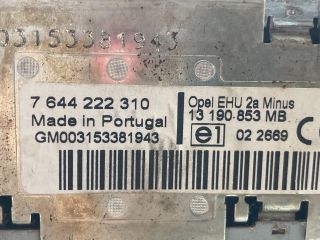 03153381943
7 644 222 310
Made in Portugal
GM003153381943
Opel EHU 2a Minus
13 190-853 MB
e1 02 2669 C